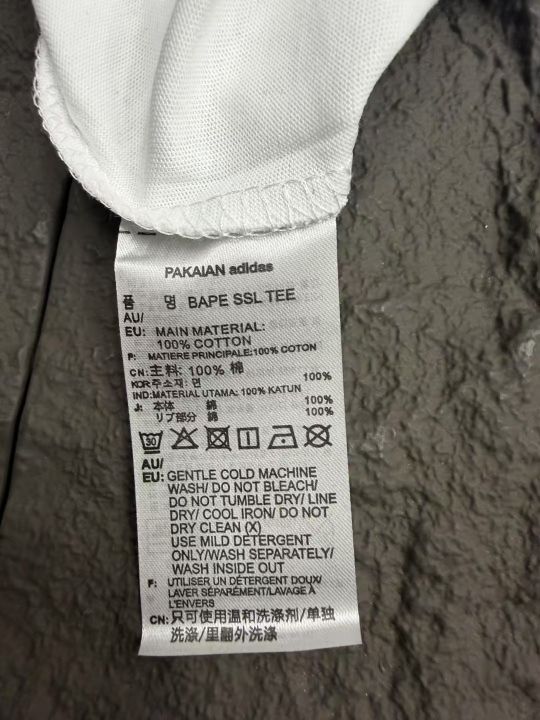 PAKAIAN adidas
품 명 BAPE SSL TEE
AU/
EU: MAIN MATERIAL:
100% COTTON
F: MATIERE PRINCIPALE:100% COTON
CN:主料: 100% 棉
KOR주소재: 면 100%
IND:MATERIAL UTAMA: 100% KATUN
J: 本体 綿 100%
リブ部分 綿 100%
30
AU/
EU: GENTLE COLD MACHINE
WASH/ DO NOT BLEACH/
DO NOT TUMBLE DRY/ LINE
DRY/ COOL IRON/ DO NOT
DRY CLEAN (X)
USE MILD DETERGENT
ONLY/WASH SEPARATELY/
WASH INSIDE OUT
F: UTILISER UN DÉTERGENT DOUX/
LAVER SÉPARÉMENT/LAVAGE À
L'ENVERS
CN: 只可使用温和洗涤剂/单独
洗涤/里翻外洗涤